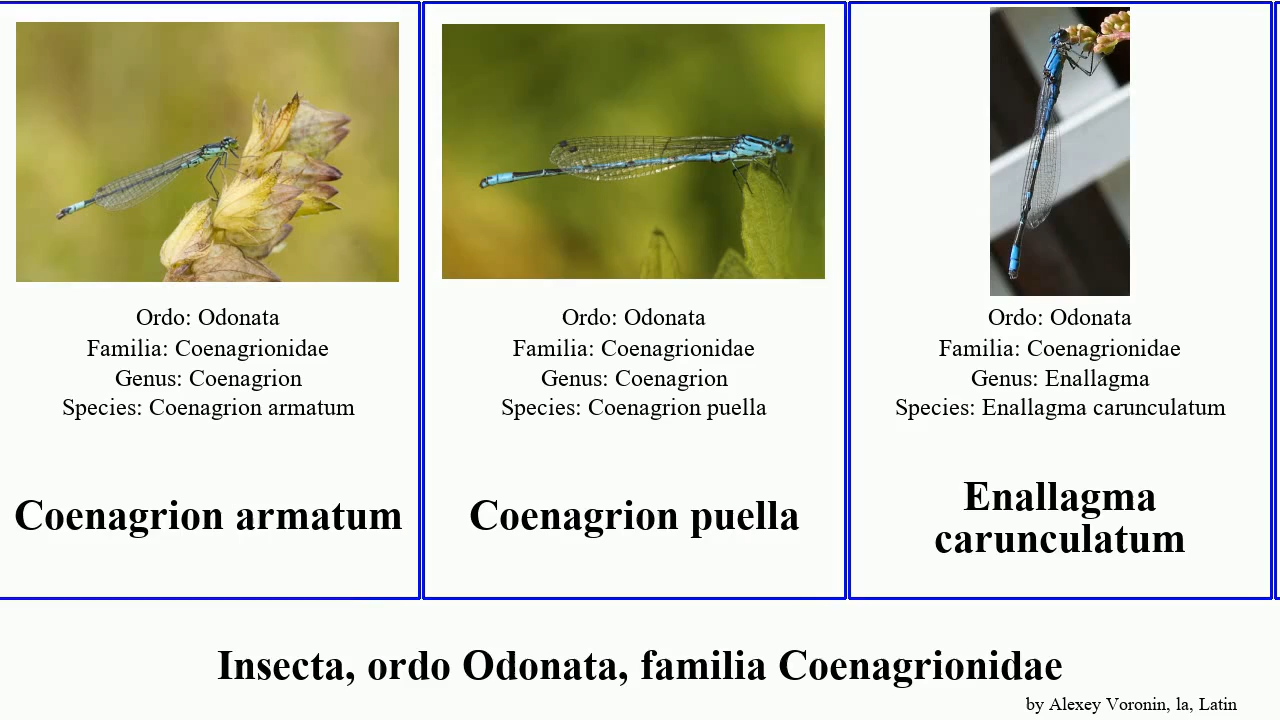 Ordo: Odonata
Familia: Coenagrionidae
Genus: Coenagrion
Species: Coenagrion armatum
Coenagrion armatum
Ordo: Odonata
Familia: Coenagrionidae
Genus: Coenagrion
Species: Coenagrion puella
Coenagrion puella
Ordo: Odonata
Familia: Coenagrionidae
Genus: Enallagma
Species: Enallagma carunculatum
Enallagma
carunculatum
Insecta, ordo Odonata, familia Coenagrionidae
by Alexey Voronin, la, Latin